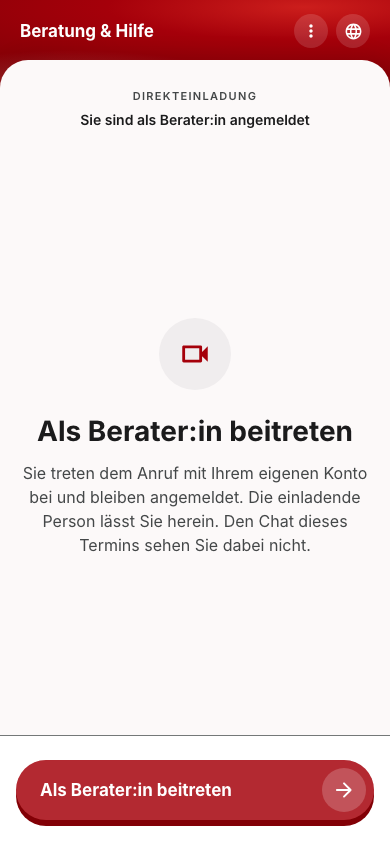 Beratung & Hilfe
DIREKTEINLADUNG
Sie sind als Berater:in angemeldet
Als Berater:in beitreten
Sie treten dem Anruf mit Ihrem eigenen Konto
bei und bleiben angemeldet. Die einladende
Person lässt Sie herein. Den Chat dieses
Termins sehen Sie dabei nicht.
Als Berater:in beitreten